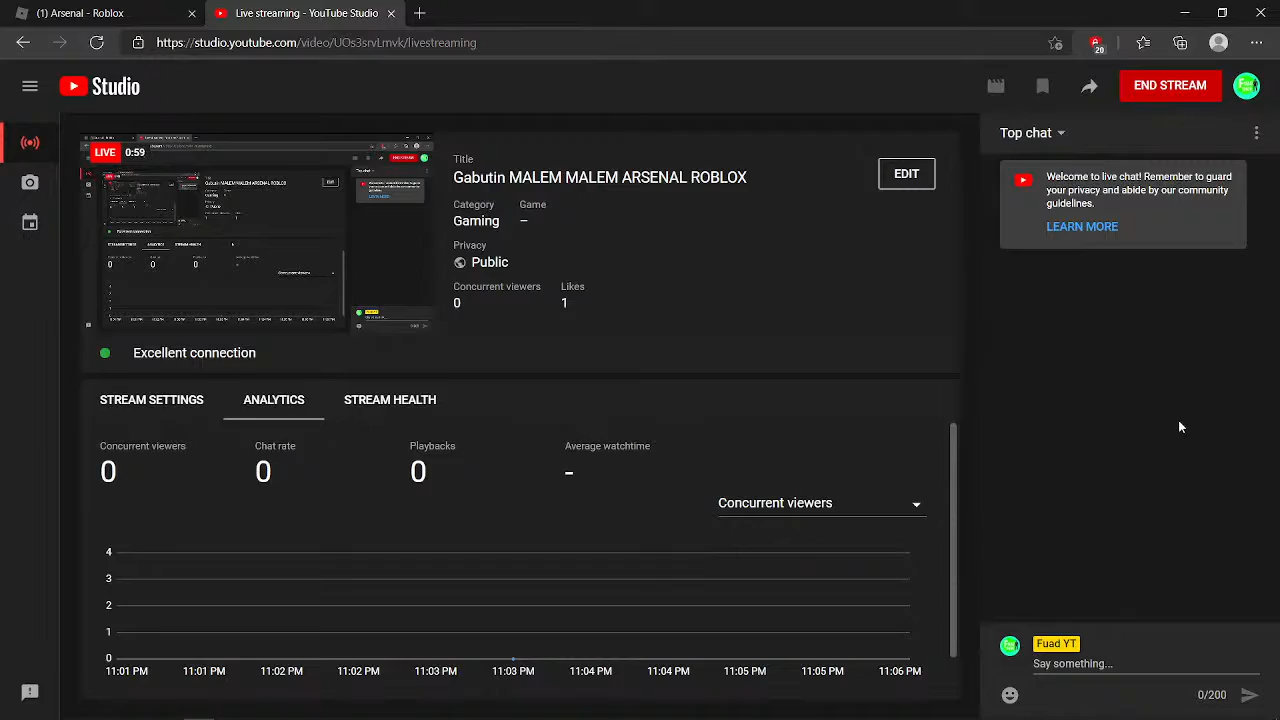 (1) Arsenal - Roblox
Live streaming - YouTube Studio
https://studio.youtube.com/video/UOs3srvLmvk/livestreaming
20
Studio
END STREAM
LIVE 0:59
Title
Gabutin MALEM MALEM ARSENAL ROBLOX
EDIT
Category Game
Gaming –
Privacy
Public
Concurrent viewers Likes
0 1
Excellent connection
STREAM SETTINGS ANALYTICS STREAM HEALTH
Concurrent viewers Chat rate Playbacks Average watchtime
0 0 0 -
Concurrent viewers
4
3
2
1
0
11:01 PM 11:01 PM 11:02 PM 11:02 PM 11:03 PM 11:03 PM 11:04 PM 11:04 PM 11:05 PM 11:05 PM 11:06 PM
Top chat
Welcome to live chat! Remember to guard
your privacy and abide by our community
guidelines.
LEARN MORE
Fuad YT
Say something...
0/200